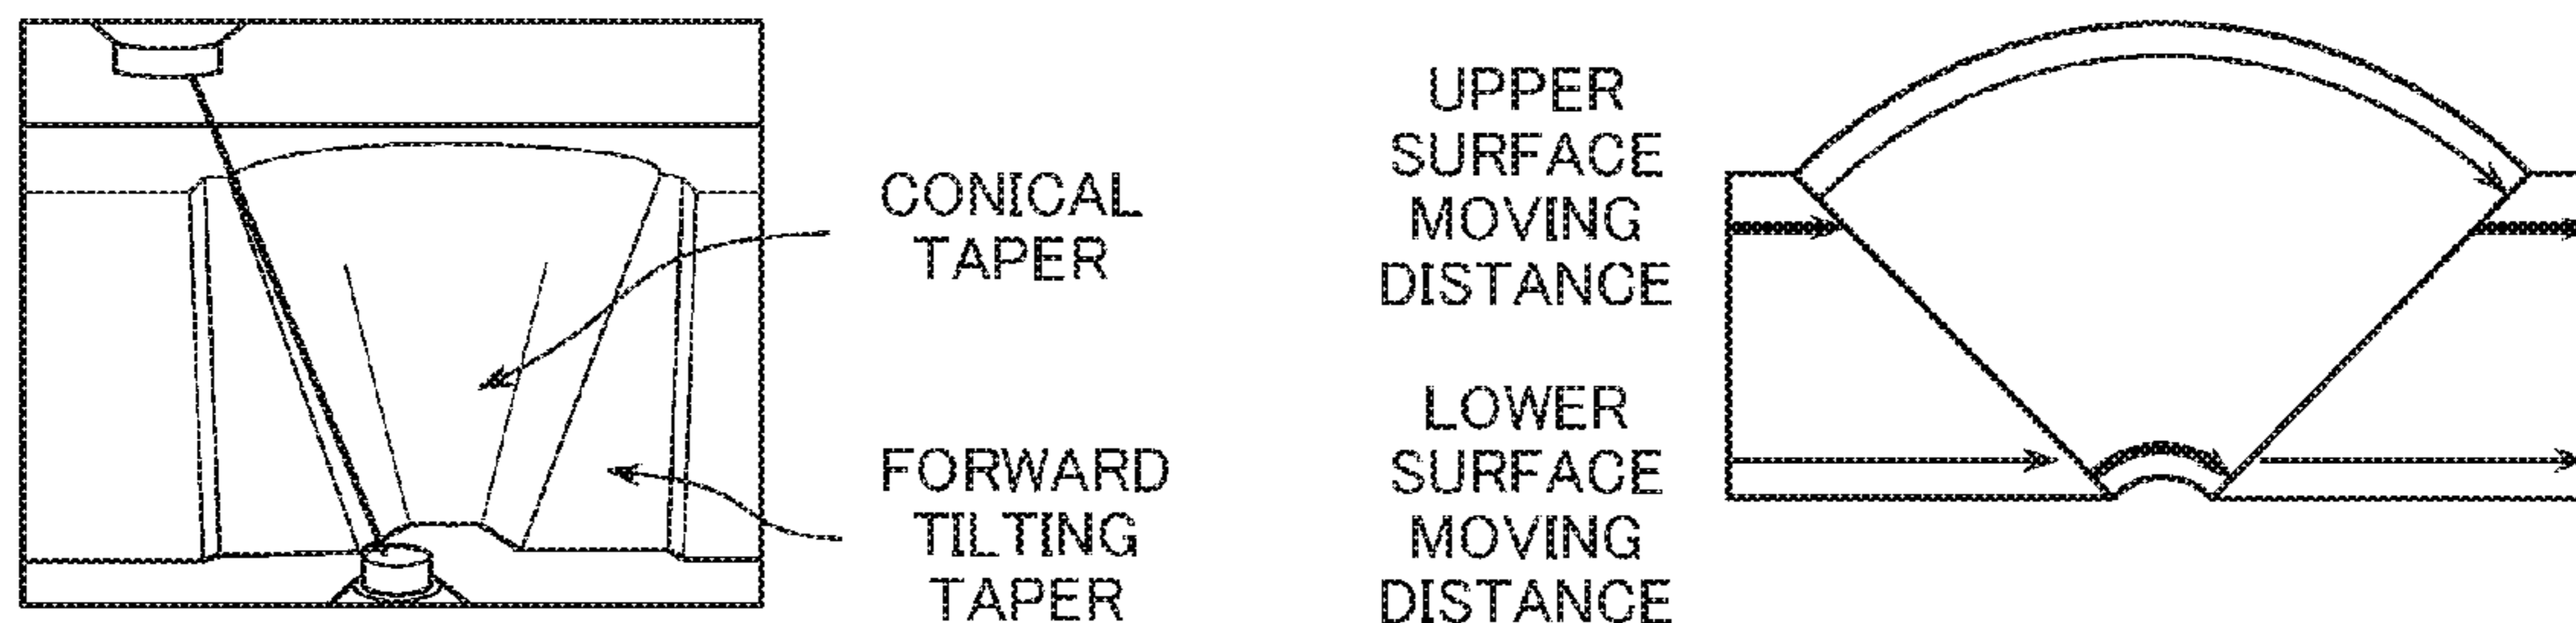 CONICAL
TAPER
FORWARD
TILTING
TAPER
UPPER
SURFACE
MOVING
DISTANCE
LOWER
SURFACE
MOVING
DISTANCE